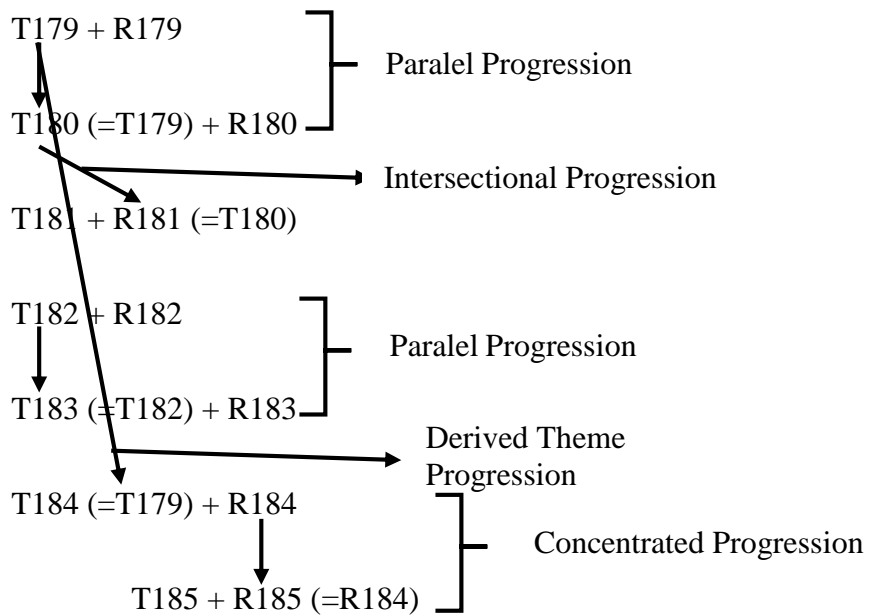 T179 + R179
Paralel Progression
T180 (=T179) + R180
Intersectional Progression
T181 + R181 (=T180)
T182 + R182
Paralel Progression
T183 (=T182) + R183
Derived Theme
Progression
T184 (=T179) + R184
Concentrated Progression
T185 + R185 (=R184)